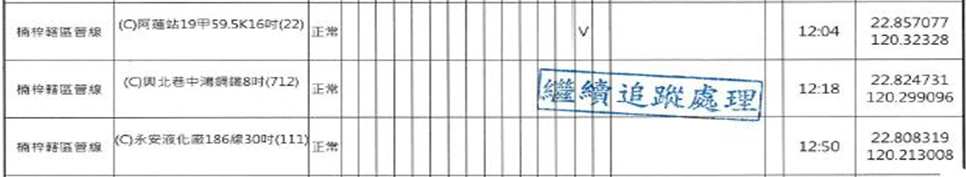 楠梓轄區管線 (C)阿蓮站19甲59.5K16吋(22) 正常 V 12:04 22.857077
120.32328
楠梓轄區管線 (C)興北巷中鴻鋼鐵8吋(712) 正常 繼續追蹤處理 12:18 22.824731
120.299096
楠梓轄區管線 (C)永安液化廠186線30吋(111) 正常 12:50 22.808319
120.213008